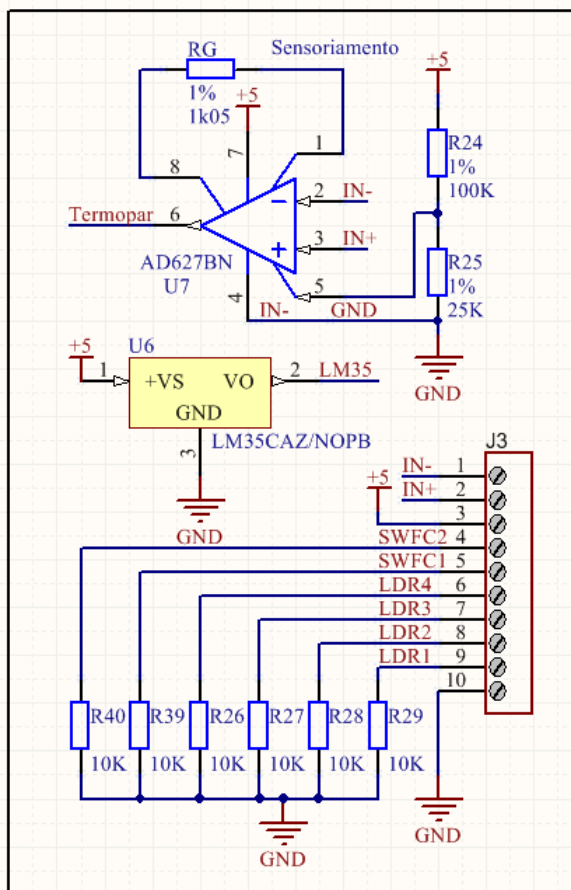 Sensoriamento
RG
1%
1k05
+5
+5
8
7
1
R24
1%
100K
Termopar
6
2
IN-
3
IN+
AD627BN
U7
5
4
IN-
GND
R25
1%
25K
GND
U6
+5
1
+VS
VO
GND
2
LM35
3
LM35CAZ/NOPB
GND
J3
IN-
1
IN+
2
+5
3
SWFC2
4
SWFC1
5
LDR4
6
LDR3
7
LDR2
8
LDR1
9
10
R40
R39
R26
R27
R28
R29
10K
10K
10K
10K
10K
10K
GND
GND